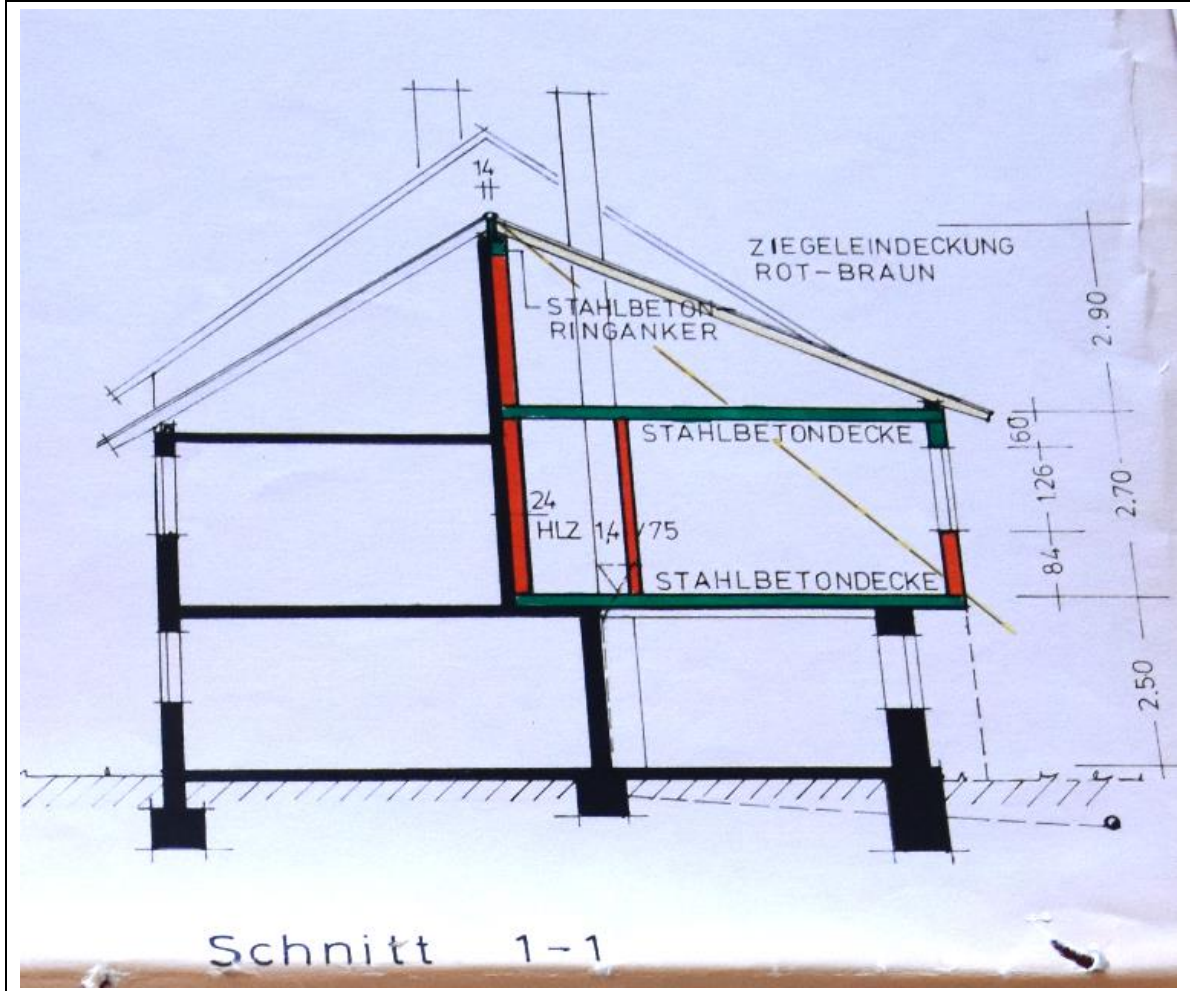 14
ZIEGELEINDECKUNG
ROT-BRAUN
STAHLBETON-
RINGANKER
2.90
60
STAHLBETONDECKE
126
2.70
24
HLZ 1,4 /75
84
STAHLBETONDECKE
2.50
Schnitt 1-1